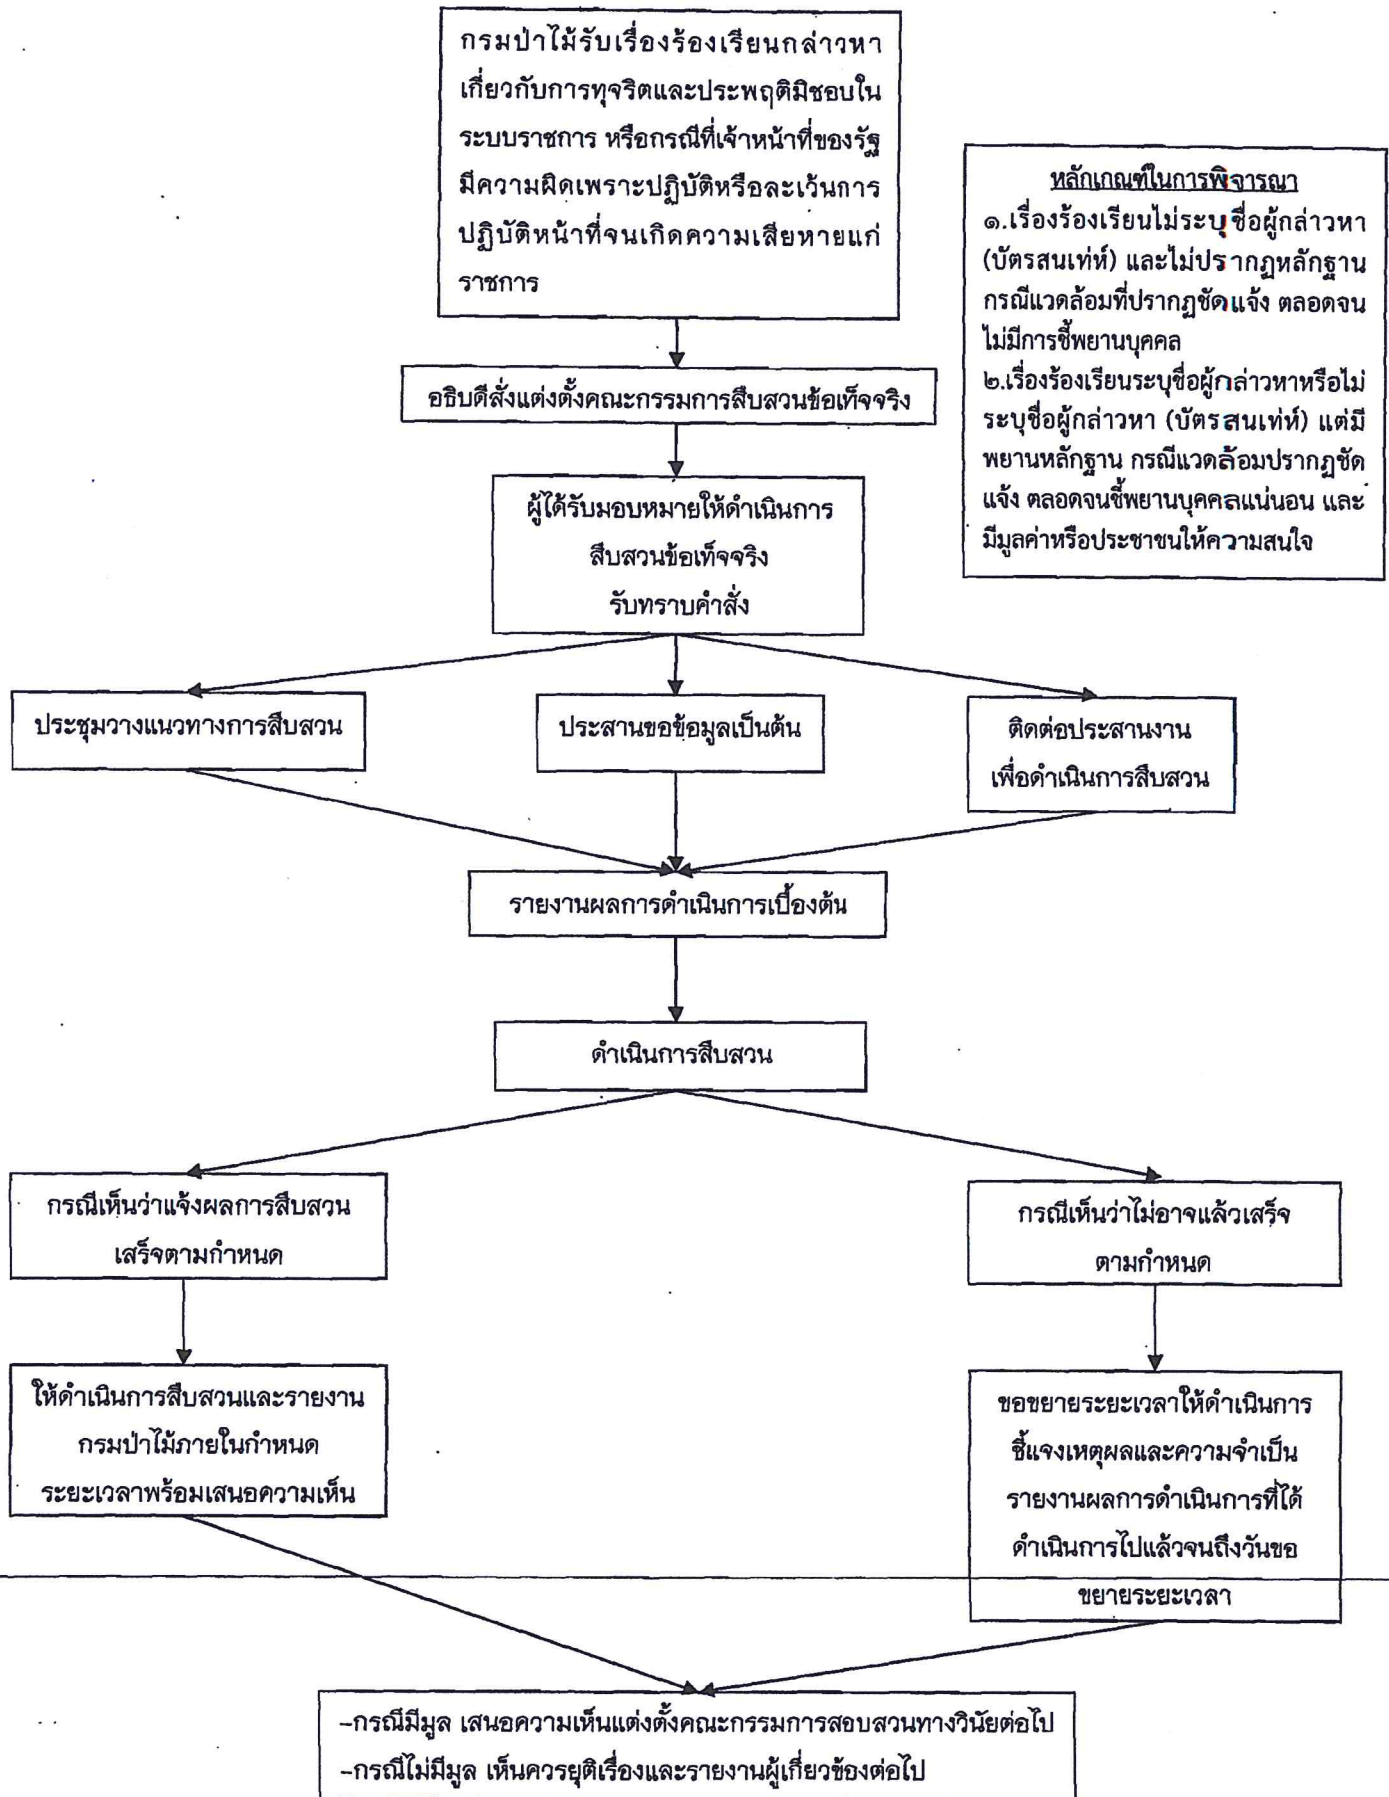 กรมป่าไม้รับเรื่องร้องเรียนกล่าวหา
เกี่ยวกับการทุจริตและประพฤติมิชอบใน
ระบบราชการ หรือกรณีที่เจ้าหน้าที่ของรัฐ
มีความผิดเพราะปฏิบัติหรือละเว้นการ
ปฏิบัติหน้าที่จนเกิดความเสียหายแก่
ราชการ
หลักเกณฑ์ในการพิจารณา
๑.เรื่องร้องเรียนไม่ระบุชื่อผู้กล่าวหา
(บัตรสนเท่ห์) และไม่ปรากฏหลักฐาน
กรณีแวดล้อมที่ปรากฏชัดแจ้ง ตลอดจน
ไม่มีการชี้พยานบุคคล
๒.เรื่องร้องเรียนระบุชื่อผู้กล่าวหาหรือไม่
ระบุชื่อผู้กล่าวหา (บัตรสนเท่ห์) แต่มี
พยานหลักฐาน กรณีแวดล้อมปรากฏชัด
แจ้ง ตลอดจนชี้พยานบุคคลแน่นอน และ
มีมูลค่าหรือประชาชนให้ความสนใจ
อธิบดีสั่งแต่งตั้งคณะกรรมการสืบสวนข้อเท็จจริง
ผู้ได้รับมอบหมายให้ดำเนินการ
สืบสวนข้อเท็จจริง
รับทราบคำสั่ง
ประชุมวางแนวทางการสืบสวน
ประสานขอข้อมูลเป็นต้น
ติดต่อประสานงาน
เพื่อดำเนินการสืบสวน
รายงานผลการดำเนินการเบื้องต้น
ดำเนินการสืบสวน
กรณีเห็นว่าแจ้งผลการสืบสวน
เสร็จตามกำหนด
กรณีเห็นว่าไม่อาจแล้วเสร็จ
ตามกำหนด
ให้ดำเนินการสืบสวนและรายงาน
กรมป่าไม้ภายในกำหนด
ระยะเวลาพร้อมเสนอความเห็น
ขอขยายระยะเวลาให้ดำเนินการ
ชี้แจงเหตุผลและความจำเป็น
รายงานผลการดำเนินการที่ได้
ดำเนินการไปแล้วจนถึงวันขอ
ขยายระยะเวลา
-กรณีมีมูล เสนอความเห็นแต่งตั้งคณะกรรมการสอบสวนทางวินัยต่อไป
-กรณีไม่มีมูล เห็นควรยุติเรื่องและรายงานผู้เกี่ยวข้องต่อไป